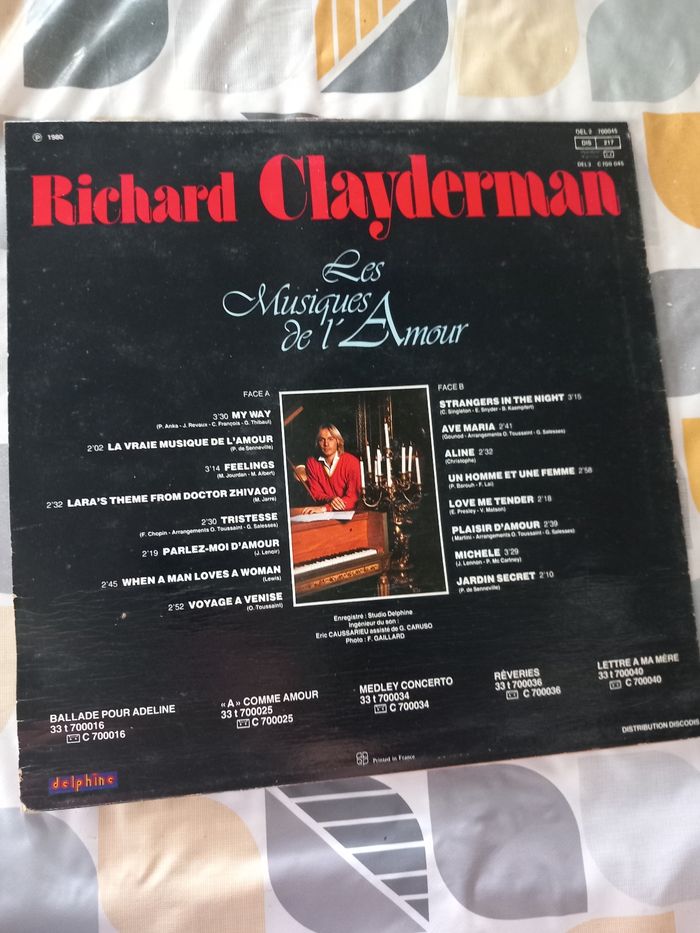 ℗ 1980
DEL 2 700045
DIS 217
DEL 2 C 700 045
Richard Clayderman
Les
Musiques
de l'Amour
FACE A
3'30 MY WAY
(P. Anka - J. Revaux - C. François - G. Thibaut)
2'02 LA VRAIE MUSIQUE DE L'AMOUR
(P. de Senneville)
3'14 FEELINGS
(M. Jourdan - M. Albert)
2'32 LARA'S THEME FROM DOCTOR ZHIVAGO
(M. Jarre)
2'30 TRISTESSE
(F. Chopin - Arrangements O. Toussaint - G. Salesses)
2'19 PARLEZ-MOI D'AMOUR
(J. Lenoir)
2'45 WHEN A MAN LOVES A WOMAN
(Lewis)
2'52 VOYAGE A VENISE
(O. Toussaint)
FACE B
STRANGERS IN THE NIGHT 3'15
(C. Singleton - E. Snyder - B. Kaempfert)
AVE MARIA 2'41
(Gounod - Arrangements O. Toussaint - G. Salesses)
ALINE 2'32
(Christophe)
UN HOMME ET UNE FEMME 2'58
(P. Barouh - F. Lai)
LOVE ME TENDER 2'18
(E. Presley - V. Matson)
PLAISIR D'AMOUR 2'39
(Martini - Arrangements O. Toussaint - G. Salesses)
MICHELE 3'29
(J. Lennon - P. Mc Cartney)
JARDIN SECRET 2'10
(P. de Senneville)
Enregistré : Studio Delphine
Ingénieur du son :
Eric CAUSSARIEU assisté de G. CARUSO
Photo : F. GAILLARD
BALLADE POUR ADELINE
33 t 700016
C 700016
« A » COMME AMOUR
33 t 700025
C 700025
MEDLEY CONCERTO
33 t 700034
C 700034
RÊVERIES
33 t 700036
C 700036
LETTRE A MA MÈRE
33 t 700040
C 700040
DISTRIBUTION DISCODIS
delphine
Printed in France